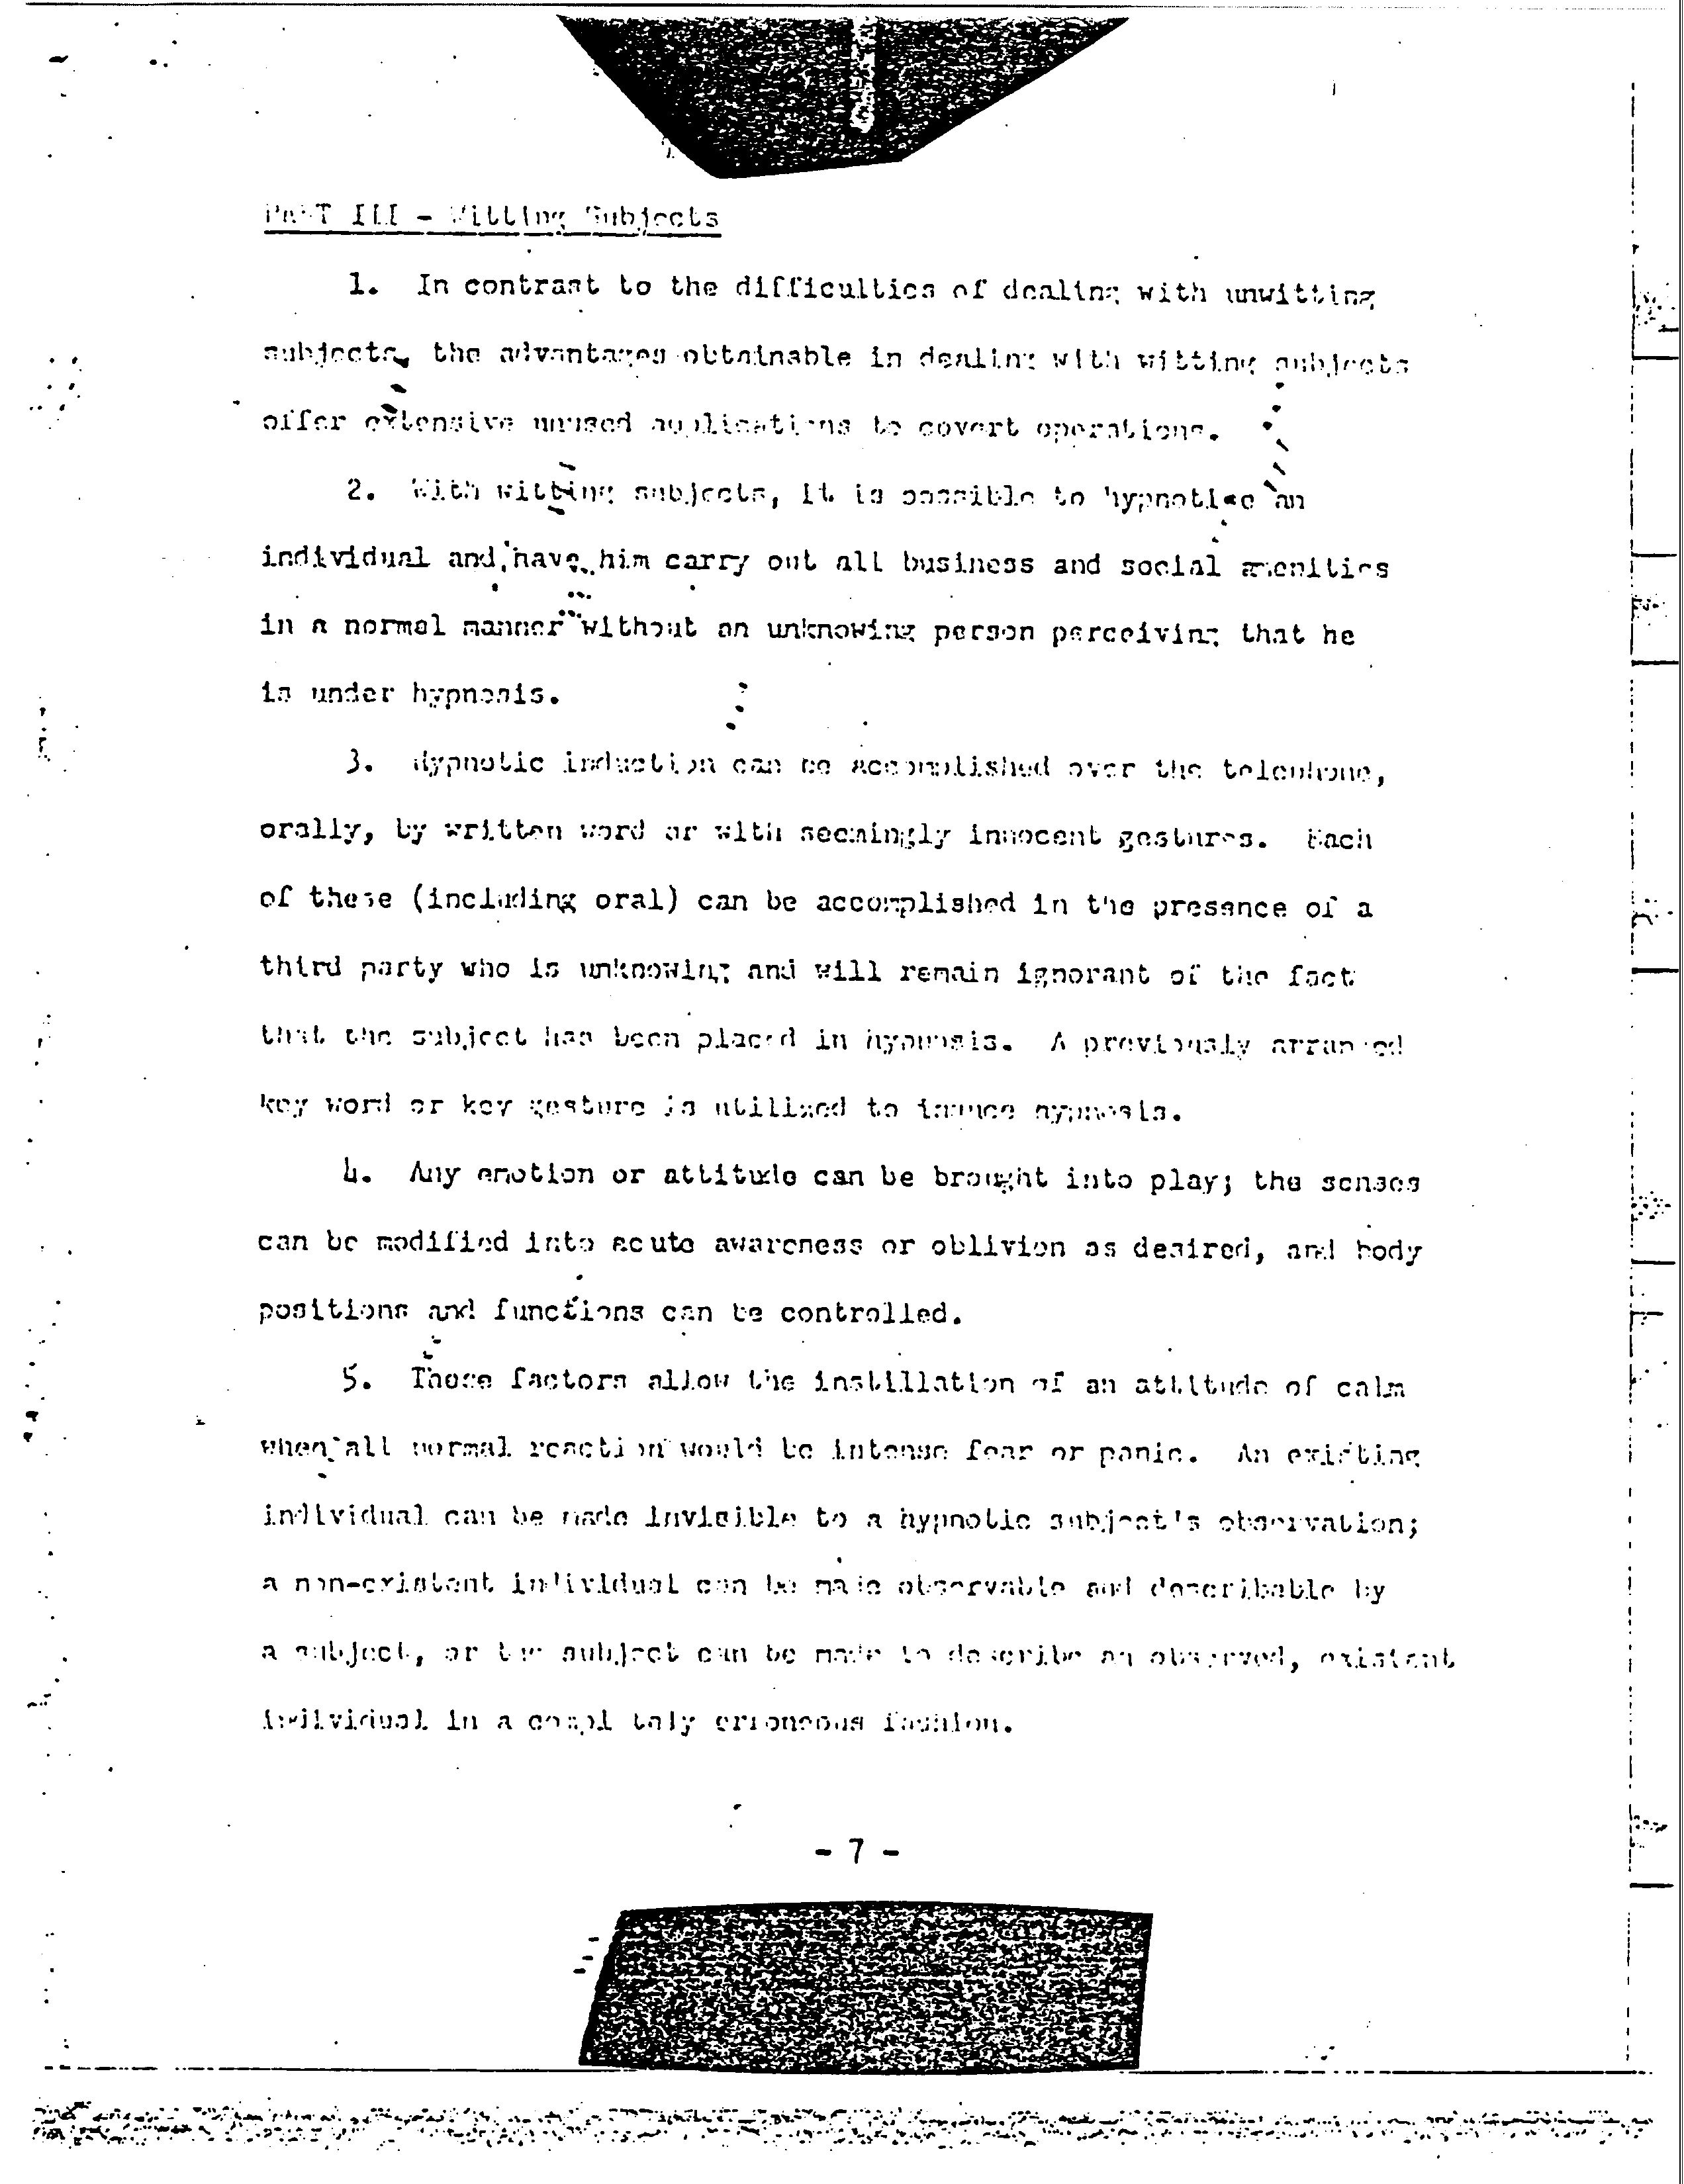 PART III - Witting Subjects
1. In contrast to the difficulties of dealing with unwitting
subjects, the advantages obtainable in dealing with witting subjects
offer extensive unused applications to covert operations.
2. With witting subjects, it is possible to hypnotize an
individual and have him carry out all business and social amenities
in a normal manner without an unknowing person perceiving that he
is under hypnosis.
3. Hypnotic induction can be accomplished over the telephone,
orally, by written word or with seemingly innocent gestures. Each
of these (including oral) can be accomplished in the presence of a
third party who is unknowing and will remain ignorant of the fact
that the subject has been placed in hypnosis. A previously arranged
key word or key gesture is utilized to induce hypnosis.
4. Any emotion or attitude can be brought into play; the senses
can be modified into acute awareness or oblivion as desired, and body
positions and functions can be controlled.
5. These factors allow the instillation of an attitude of calm
when all normal reaction would be intense fear or panic. An existing
individual can be made invisible to a hypnotic subject's observation;
a non-existant individual can be made observable and describable by
a subject, or the subject can be made to describe an observed, existant
individual in a completely erroneous fashion.
- 7 -